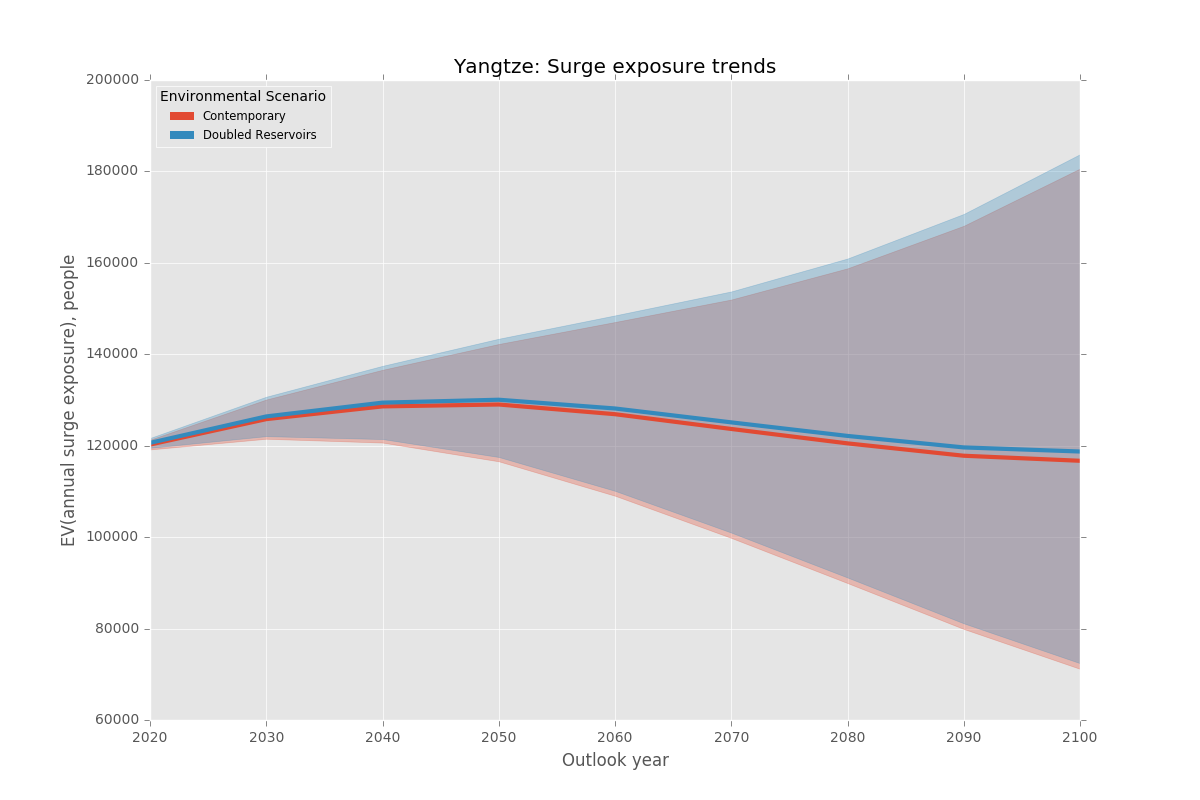 Yangtze: Surge exposure trends
200000
180000
160000
140000
120000
100000
80000
60000
EV(annual surge exposure), people
Environmental Scenario
Contemporary
Doubled Reservoirs
2020 2030 2040 2050 2060 2070 2080 2090 2100
Outlook year